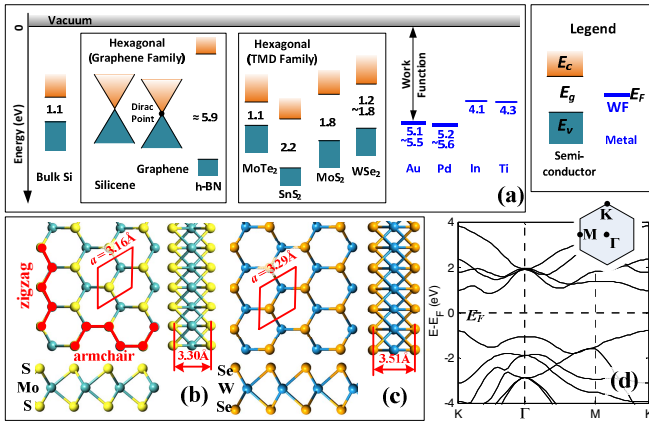 Vacuum
0
Energy (eV)
1.1
Bulk Si
Hexagonal
(Graphene Family)
Dirac
Point
≈ 5.9
Silicene
Graphene
h-BN
Hexagonal
(TMD Family)
1.1
2.2
1.8
1.2
~1.8
MoTe2
SnS2
MoS2
WSe2
Work
Function
5.1
~5.5
5.2
~5.6
4.1
4.3
Au
Pd
In
Ti
(a)
Legend
Ec
Eg
Ev
EF
WF
Metal
Semi-
conductor
a = 3.16Å
zigzag
armchair
3.30Å
S
Mo
S
(b)
a = 3.29Å
3.51Å
Se
W
Se
(c)
K
M
Γ
4
2
0
-2
-4
E-EF (eV)
EF
(d)
K
Γ
M
K